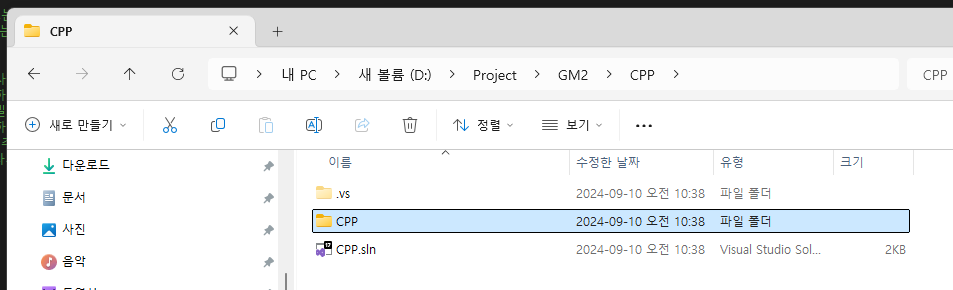 CPP
내 PC > 새 볼륨 (D:) > Project > GM2 > CPP >
CPP
새로 만들기
정렬
보기
다운로드
문서
사진
음악
이름 수정한 날짜 유형 크기
.vs 2024-09-10 오전 10:38 파일 폴더
CPP 2024-09-10 오전 10:38 파일 폴더
CPP.sln 2024-09-10 오전 10:38 Visual Studio Sol... 2KB